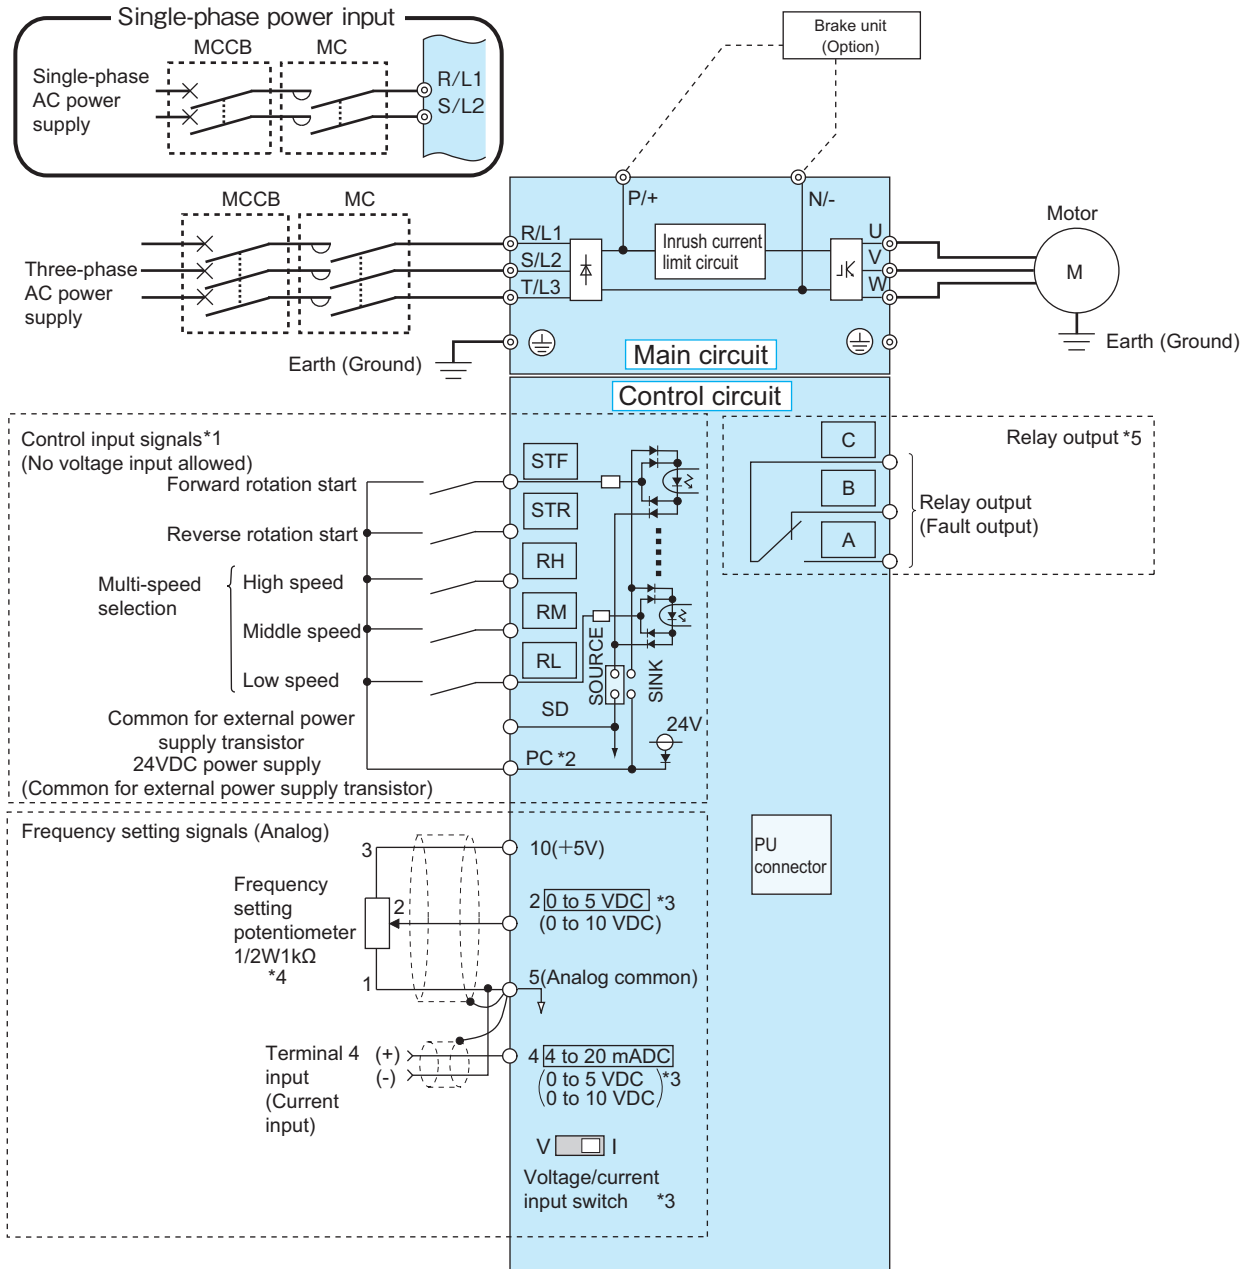 Single-phase power input
MCCB
MC
Single-phase
AC power
supply
R/L1
S/L2
Brake unit
(Option)
MCCB
MC
Three-phase
AC power
supply
R/L1
S/L2
T/L3
P/+
N/-
Inrush current
limit circuit
U
V
W
Motor
M
Earth (Ground)
Earth (Ground)
Main circuit
Control circuit
Control input signals*1
(No voltage input allowed)
Forward rotation start
Reverse rotation start
Multi-speed
selection
High speed
Middle speed
Low speed
Common for external power
supply transistor
24VDC power supply
(Common for external power supply transistor)
STF
STR
RH
RM
RL
SD
PC *2
SOURCE
SINK
24V
Relay output *5
C
B
A
Relay output
(Fault output)
Frequency setting signals (Analog)
3
2
1
Frequency
setting
potentiometer
1/2W1kΩ
*4
10(+5V)
2 0 to 5 VDC *3
(0 to 10 VDC)
5(Analog common)
Terminal 4
input
(Current
input)
(+)
(-)
4 4 to 20 mADC
(0 to 5 VDC
0 to 10 VDC) *3
V I
Voltage/current
input switch *3
PU
connector